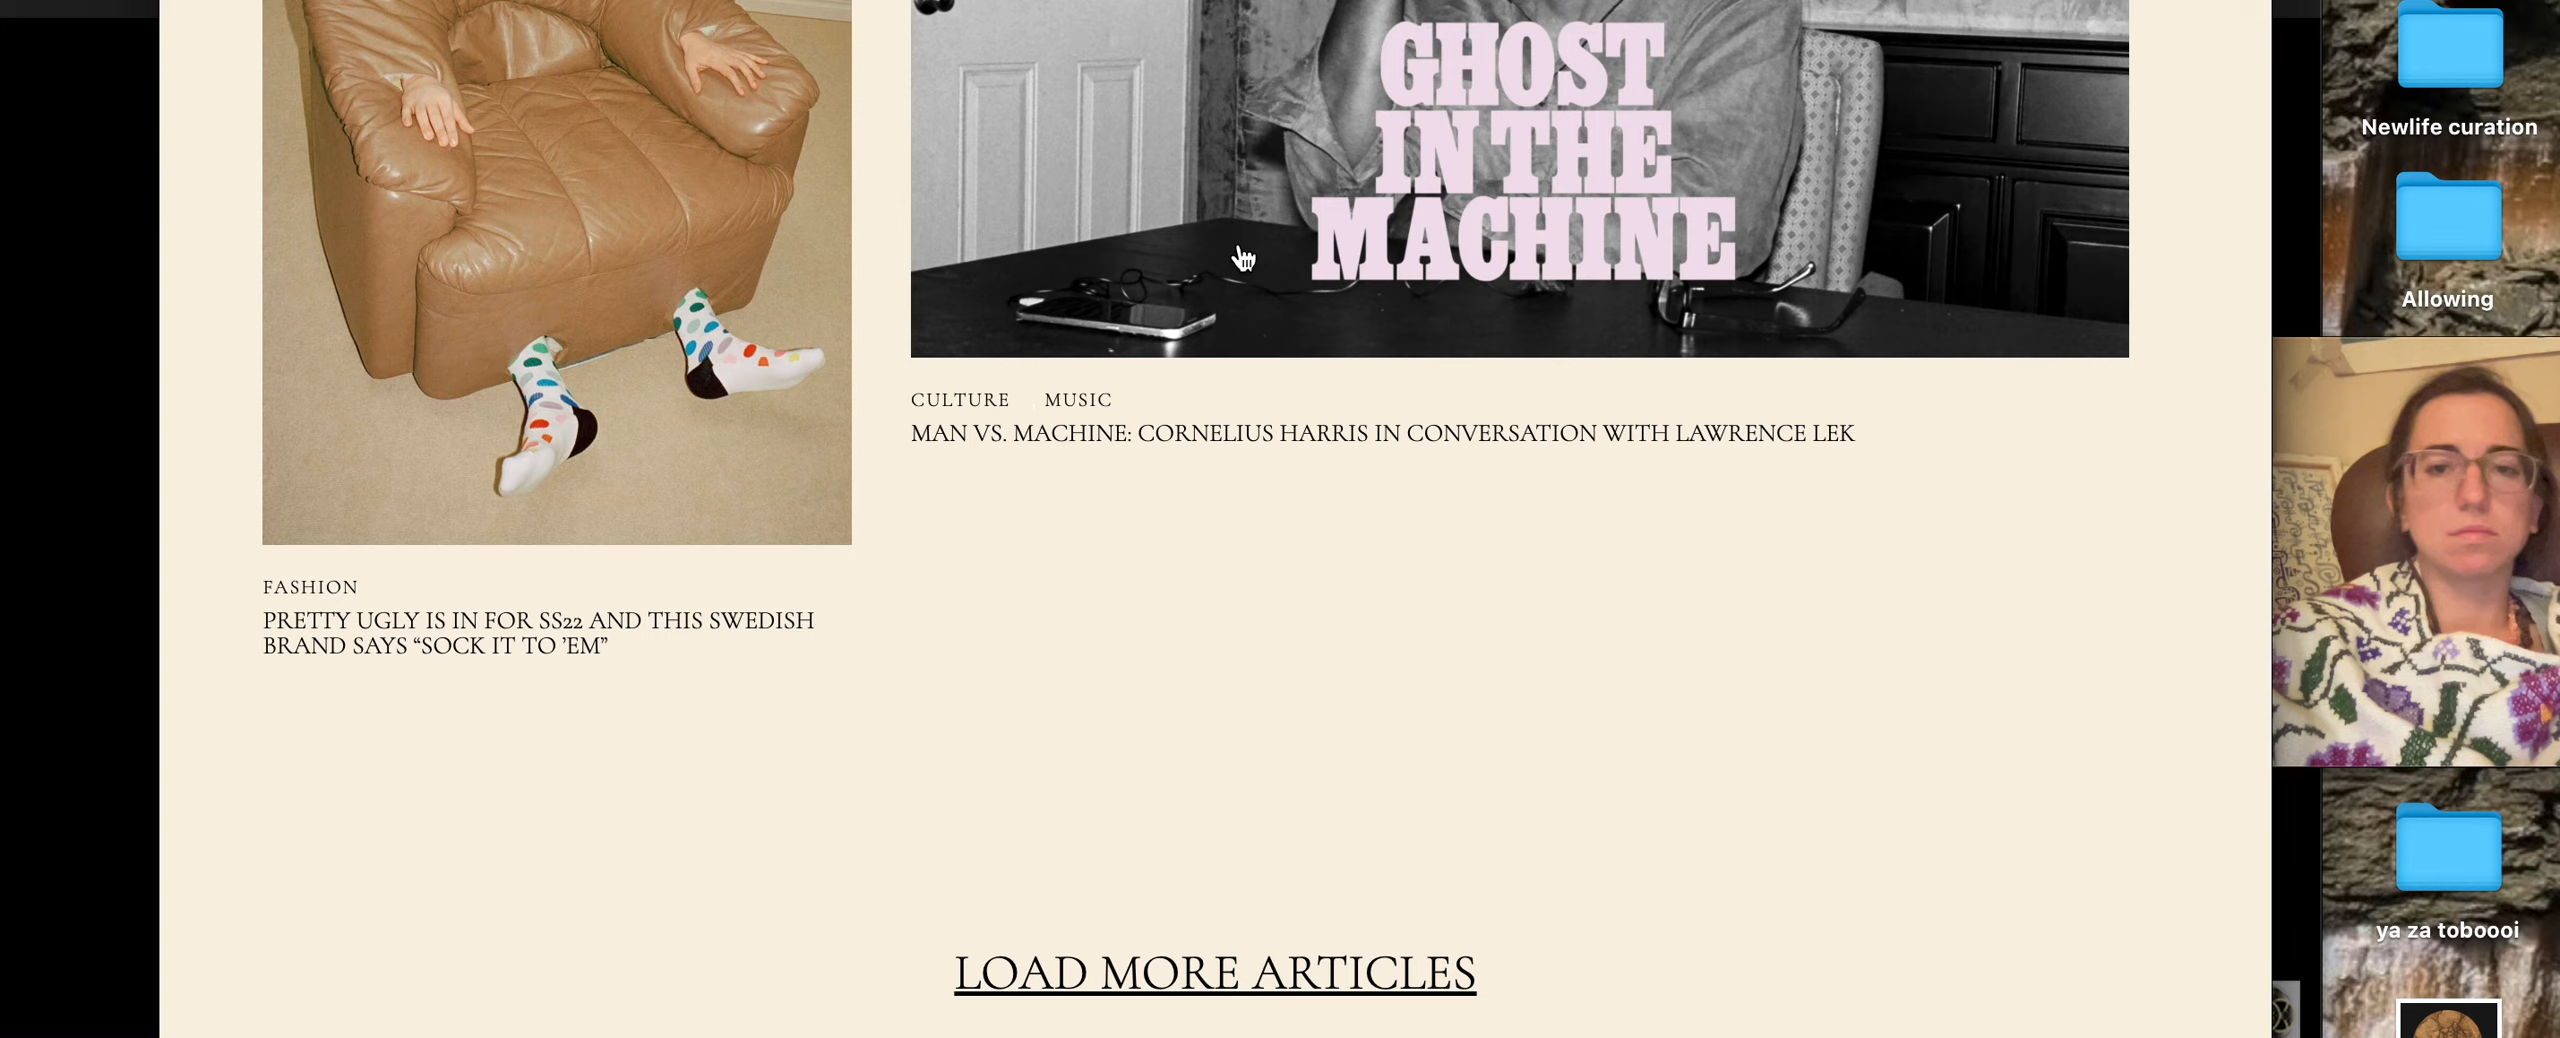 GHOST
IN THE
MACHINE
CULTURE , MUSIC
MAN VS. MACHINE: CORNELIUS HARRIS IN CONVERSATION WITH LAWRENCE LEK
FASHION
PRETTY UGLY IS IN FOR SS22 AND THIS SWEDISH
BRAND SAYS “SOCK IT TO ’EM”
LOAD MORE ARTICLES
Newlife curation
Allowing
ya za toboooi